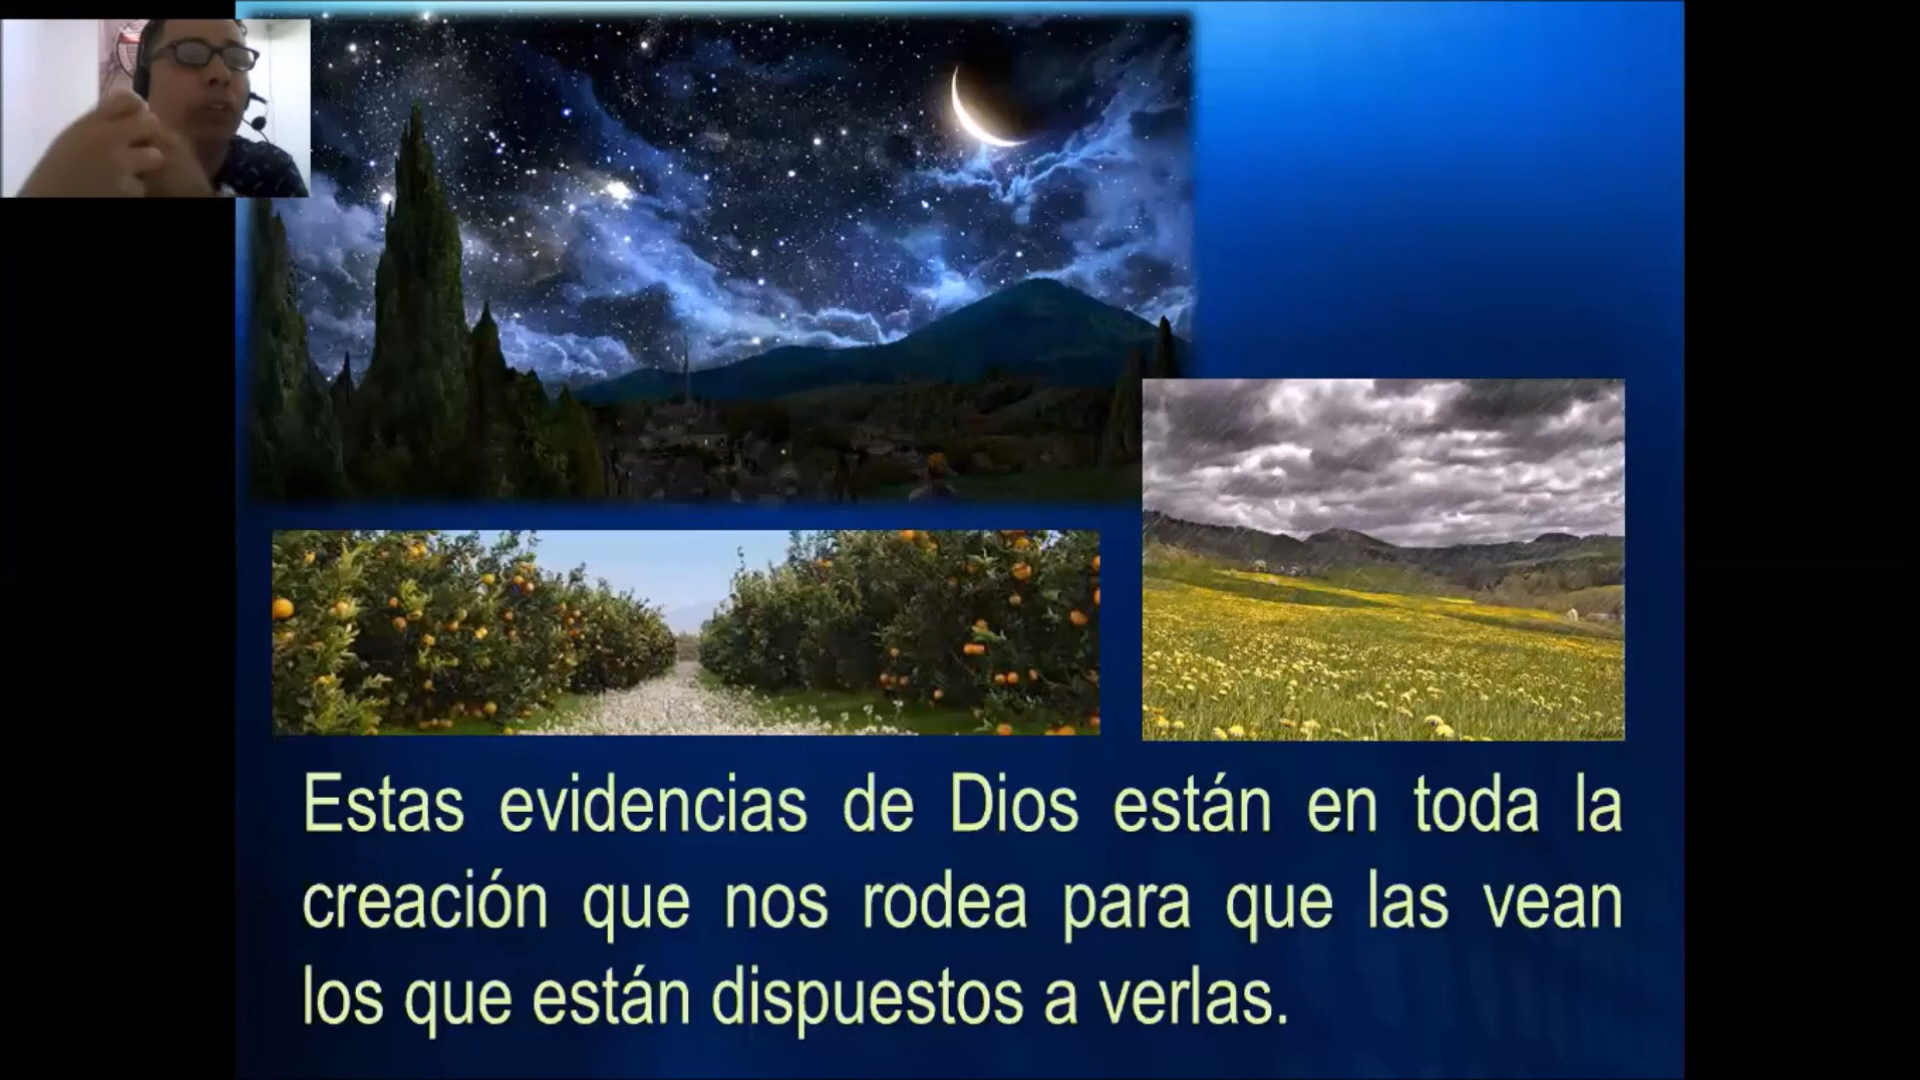 Estas evidencias de Dios están en toda la
creación que nos rodea para que las vean
los que están dispuestos a verlas.